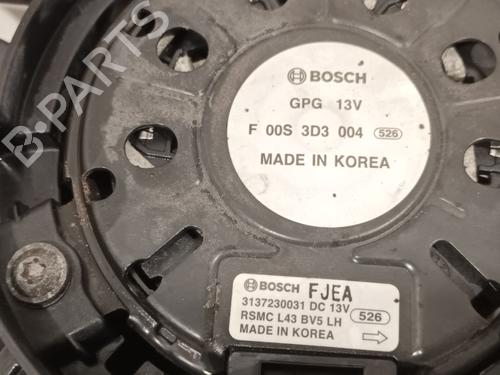 BOSCH
GPG 13V
F 00S 3D3 004 526
MADE IN KOREA
BOSCH FJEA
3137230031 DC 13V
RSMC L43 BV5 LH 526
MADE IN KOREA